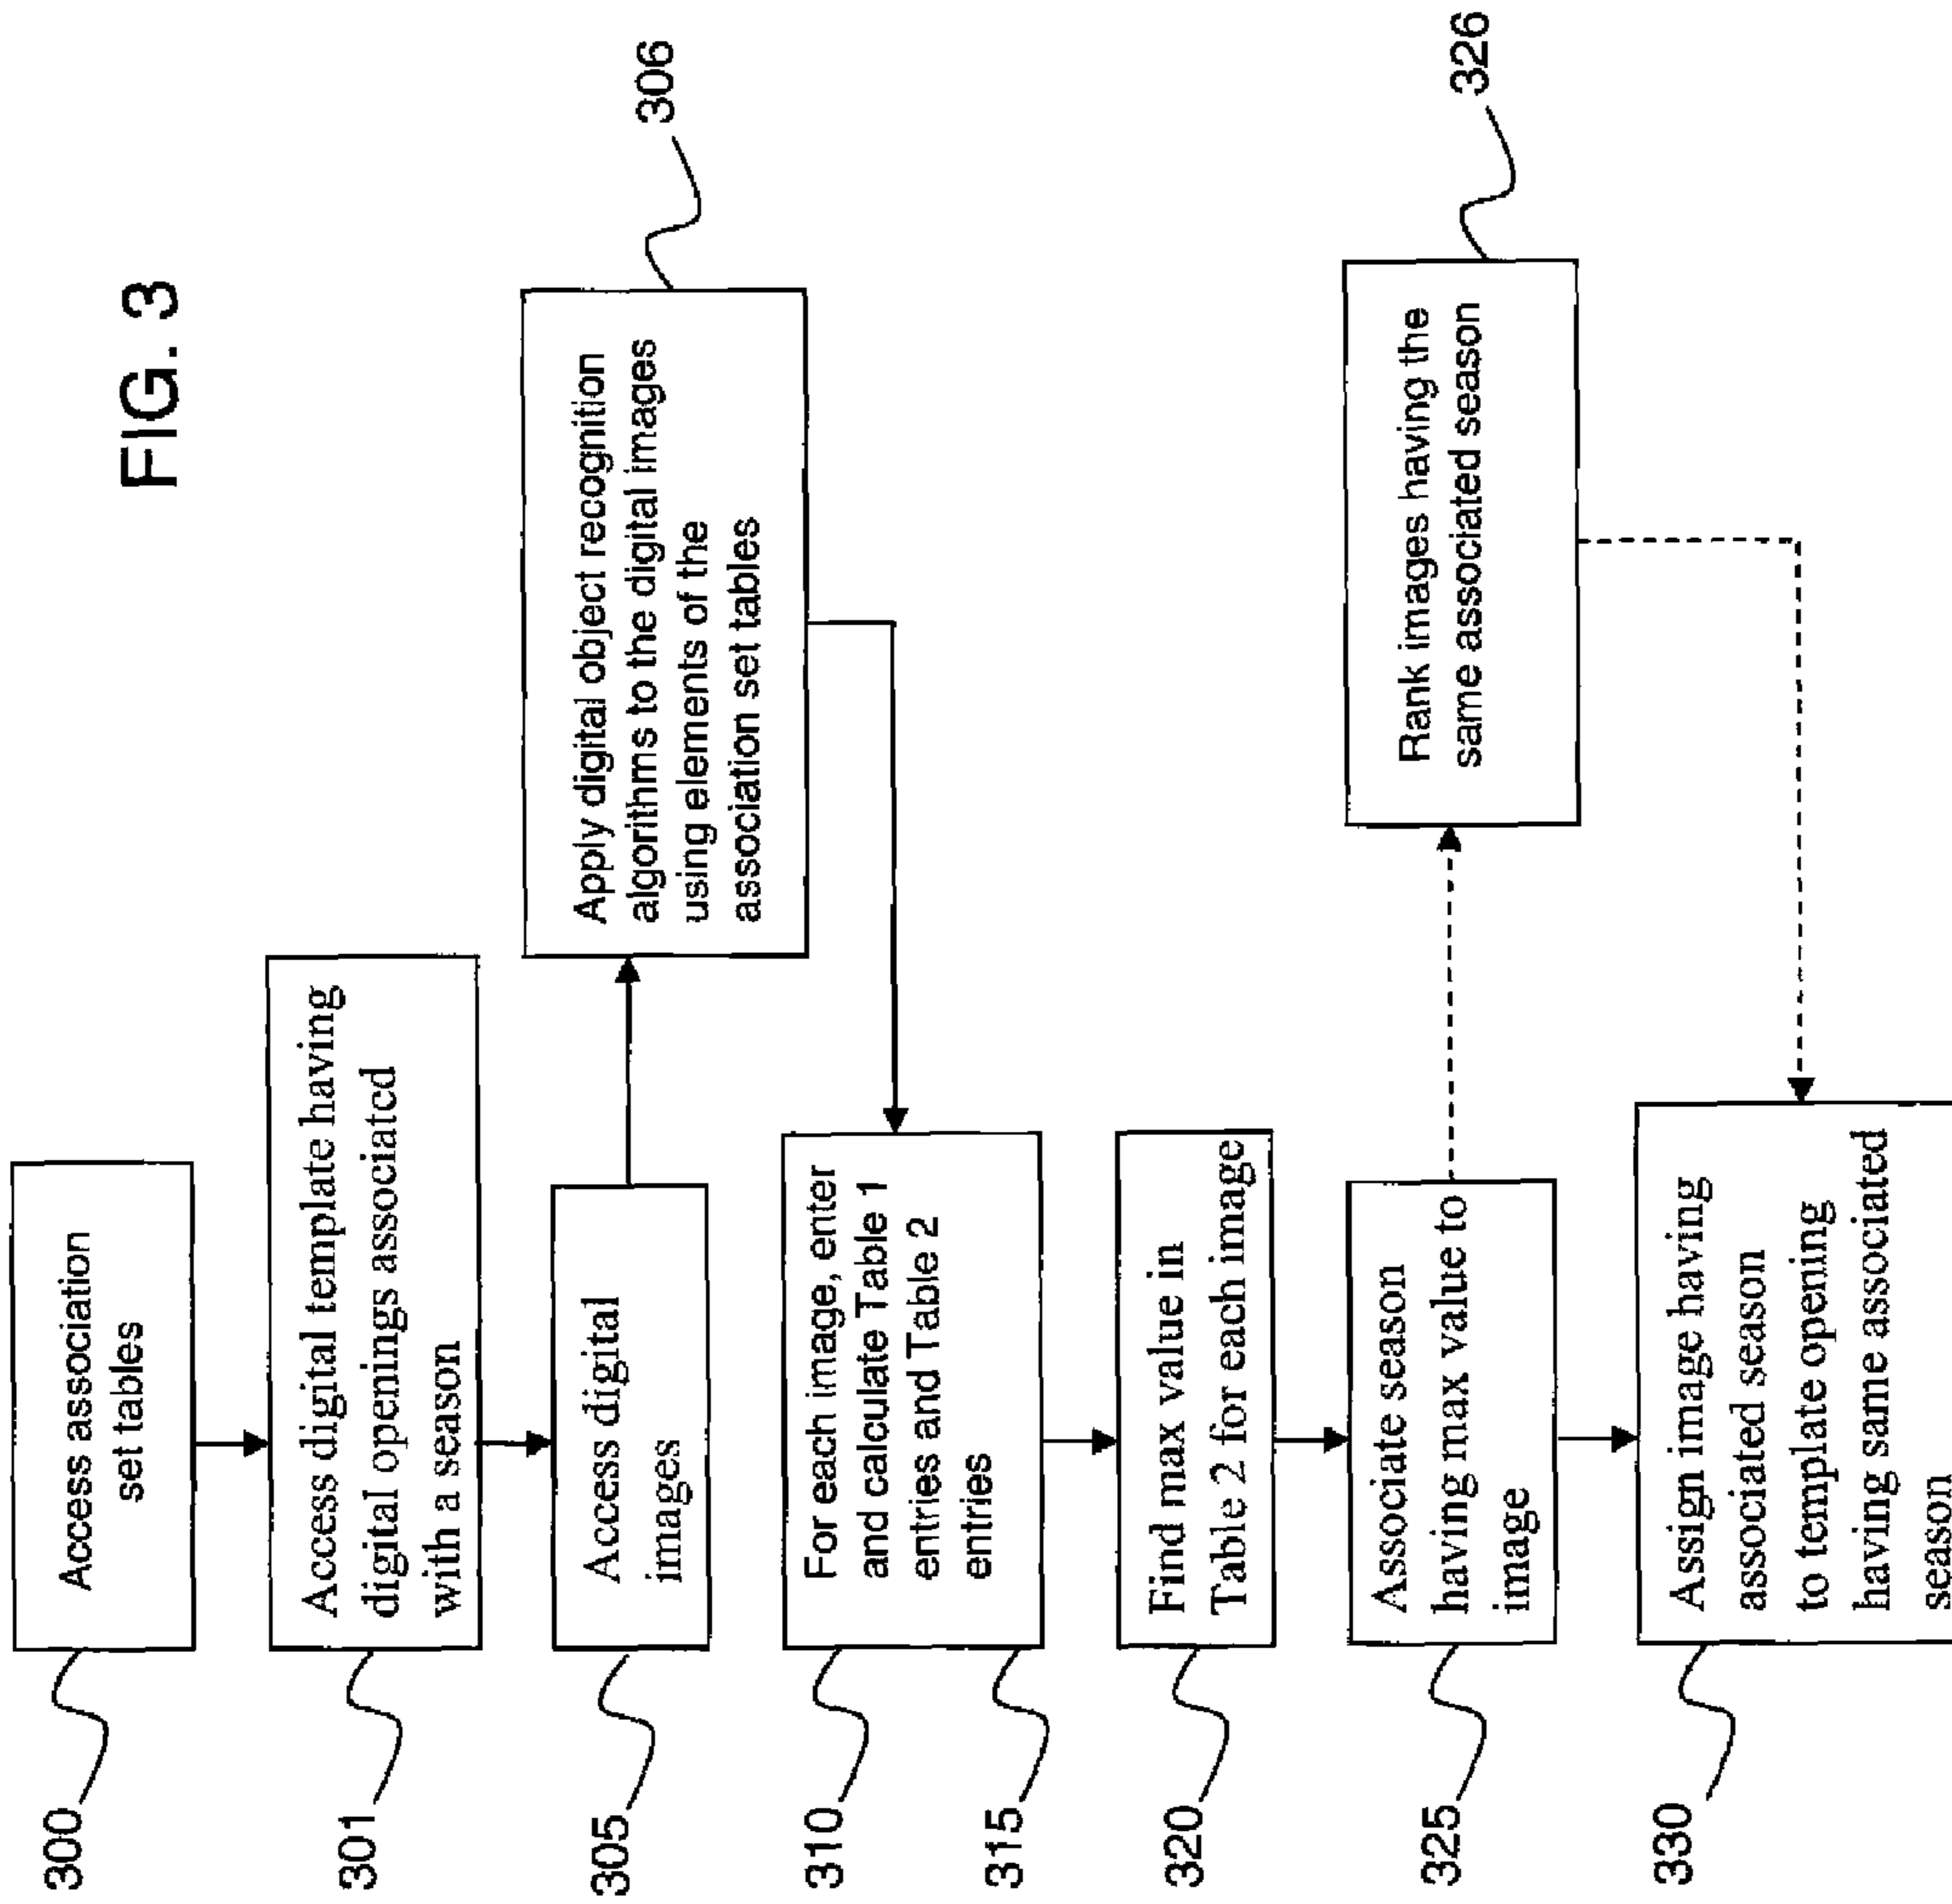 FIG. 3
300
Access association
set tables
301
Access digital template having
digital openings associated
with a season
305
Access digital
images
306
Apply digital object recognition
algorithms to the digital images
using elements of the
association set tables
310
315
For each image, enter
and calculate Table 1
entries and Table 2
entries
320
Find max value in
Table 2 for each image
325
Associate season
having max value to
image
326
Rank images having the
same associated season
330
Assign image having
associated season
to template opening
having same associated
season